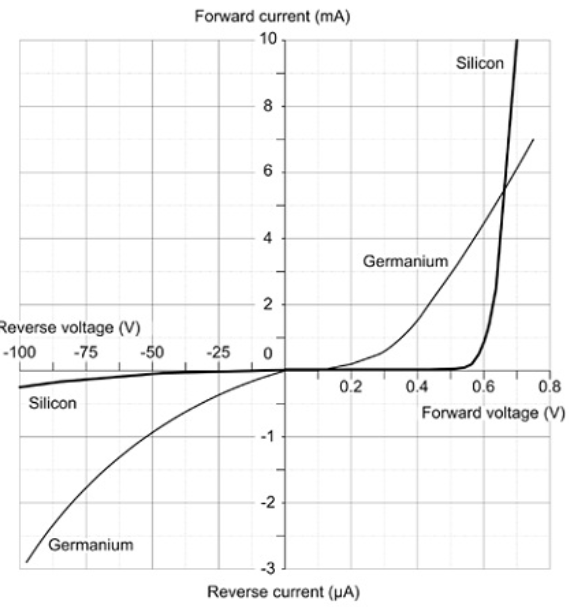 Forward current (mA)
10
Silicon
8
6
4
Germanium
2
Reverse voltage (V)
-100 -75 -50 -25 0
0.2 0.4 0.6 0.8
Silicon
Forward voltage (V)
-1
-2
Germanium
-3
Reverse current (µA)